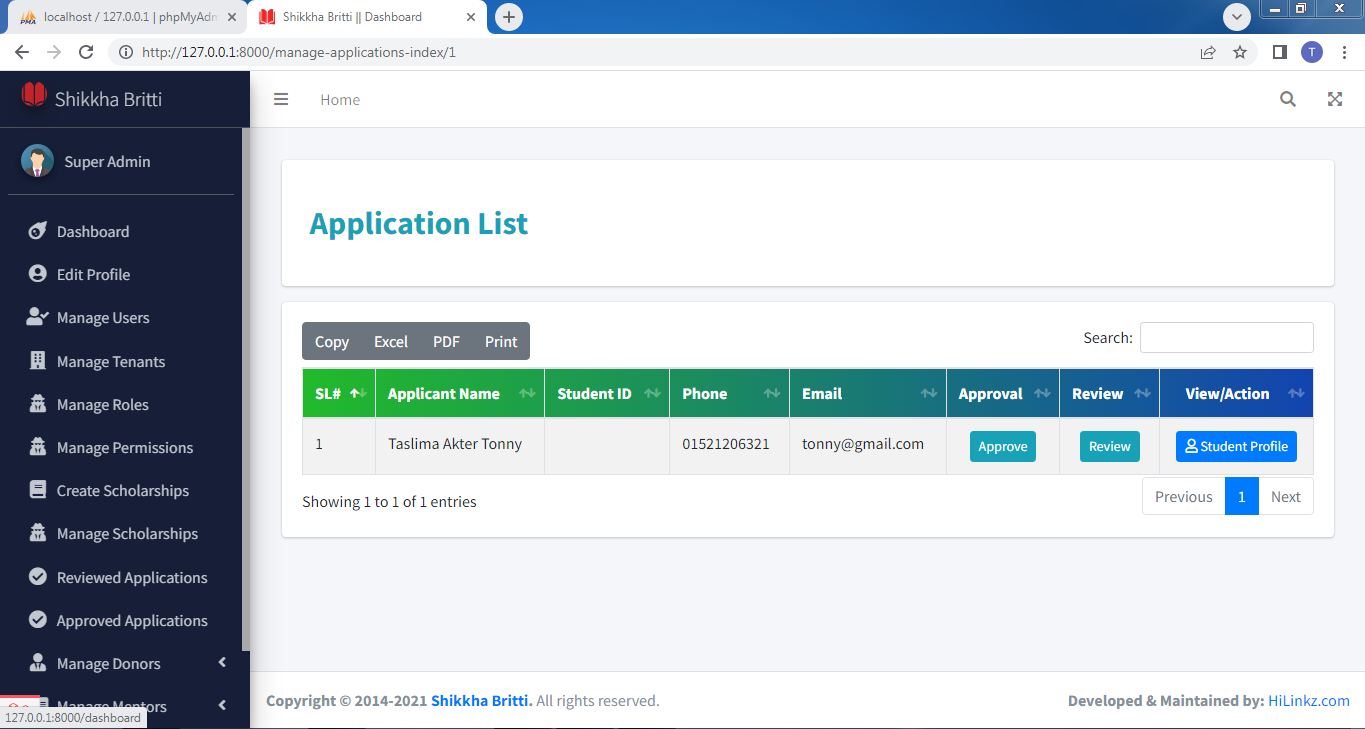 localhost / 127.0.0.1 | phpMyAdm
Shikkha Britti || Dashboard
http://127.0.0.1:8000/manage-applications-index/1
T
Shikkha Britti
Home
Super Admin
Dashboard
Edit Profile
Manage Users
Manage Tenants
Manage Roles
Manage Permissions
Create Scholarships
Manage Scholarships
Reviewed Applications
Approved Applications
Manage Donors
Manage Mentors
127.0.0.1:8000/dashboard
Application List
Copy Excel PDF Print
Search:
SL# Applicant Name Student ID Phone Email Approval Review View/Action
1 Taslima Akter Tonny 01521206321 tonny@gmail.com Approve Review Student Profile
Showing 1 to 1 of 1 entries
Previous 1 Next
Copyright © 2014-2021 Shikkha Britti. All rights reserved.
Developed & Maintained by: HiLinkz.com